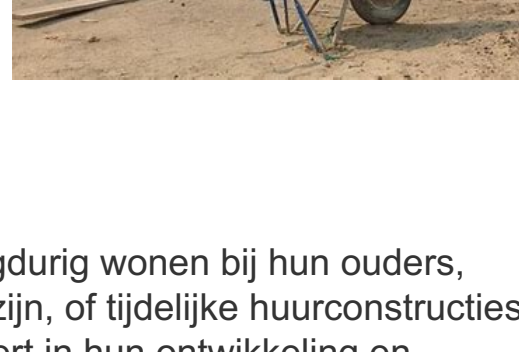 gdurig wonen bij hun ouders,
zijn, of tijdelijke huurconstructies
ort in hun ontwikkeling en